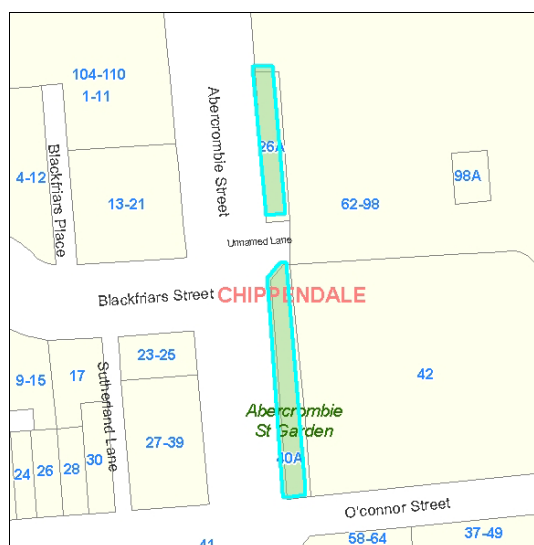 104-110
1-11
Abercrombie Street
26A
4-12
Blackfriars Place
13-21
62-98
98A
Unnamed Lane
Blackfriars Street
CHIPPENDALE
23-25
9-15
17
Sutherland Lane
42
Abercrombie
St Garden
27-39
24
26
28
30
40A
O'connor Street
58-64
37-49
41